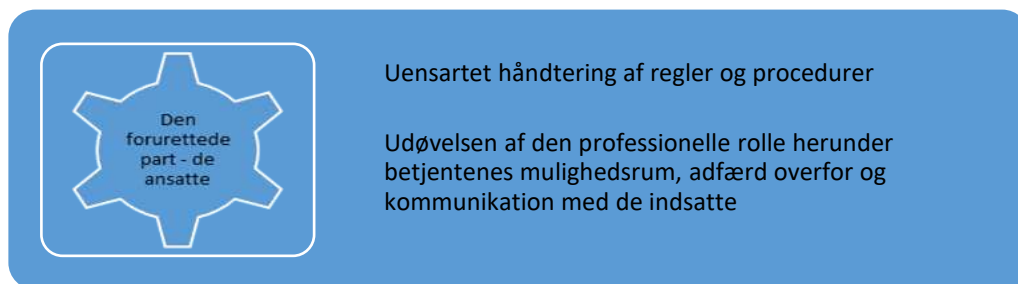 Den
forurettede
part - de
ansatte
Uensartet håndtering af regler og procedurer
Udøvelsen af den professionelle rolle herunder
betjentenes mulighedsrum, adfærd overfor og
kommunikation med de indsatte